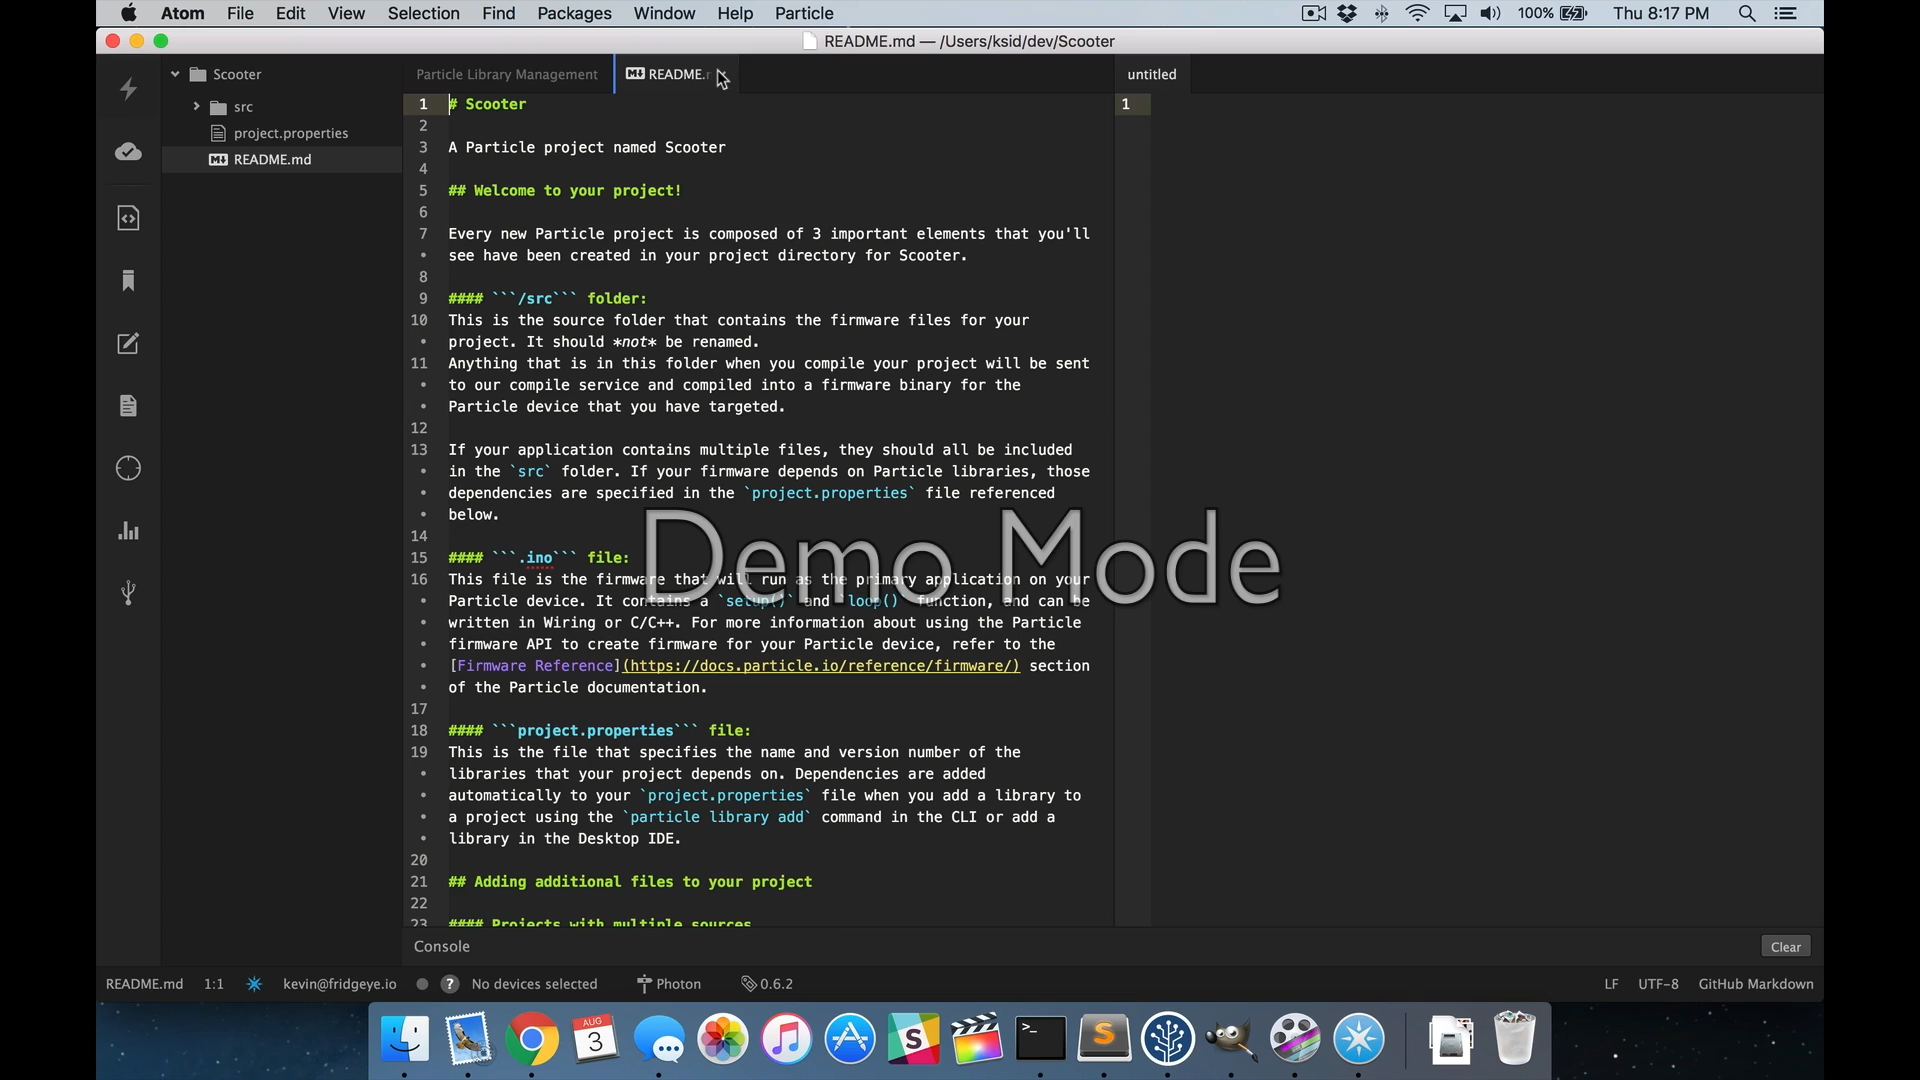 Atom File Edit View Selection Find Packages Window Help Particle 100% Thu 8:17 PM
README.md — /Users/ksid/dev/Scooter
Scooter
src
project.properties
README.md
Particle Library Management README. untitled
1 # Scooter
2
3 A Particle project named Scooter
4
5 ## Welcome to your project!
6
7 Every new Particle project is composed of 3 important elements that you'll
• see have been created in your project directory for Scooter.
8
9 #### ```/src``` folder:
10 This is the source folder that contains the firmware files for your
• project. It should *not* be renamed.
11 Anything that is in this folder when you compile your project will be sent
• to our compile service and compiled into a firmware binary for the
• Particle device that you have targeted.
12
13 If your application contains multiple files, they should all be included
• in the `src` folder. If your firmware depends on Particle libraries, those
• dependencies are specified in the `project.properties` file referenced
• below.
14
15 #### ```.ino``` file:
16 This file is the firmware that will run as the primary application on your
• Particle device. It contains a `setup()` and `loop()` function, and can be
• written in Wiring or C/C++. For more information about using the Particle
• firmware API to create firmware for your Particle device, refer to the
• [Firmware Reference](https://docs.particle.io/reference/firmware/) section
• of the Particle documentation.
17
18 #### ```project.properties``` file:
19 This is the file that specifies the name and version number of the
• libraries that your project depends on. Dependencies are added
• automatically to your `project.properties` file when you add a library to
• a project using the `particle library add` command in the CLI or add a
• library in the Desktop IDE.
20
21 ## Adding additional files to your project
22
23 #### Projects with multiple sources
1
Demo Mode
Console Clear
README.md 1:1 kevin@fridgeye.io ? No devices selected Photon 0.6.2 LF UTF-8 GitHub Markdown
AUG
3
S
>_
S